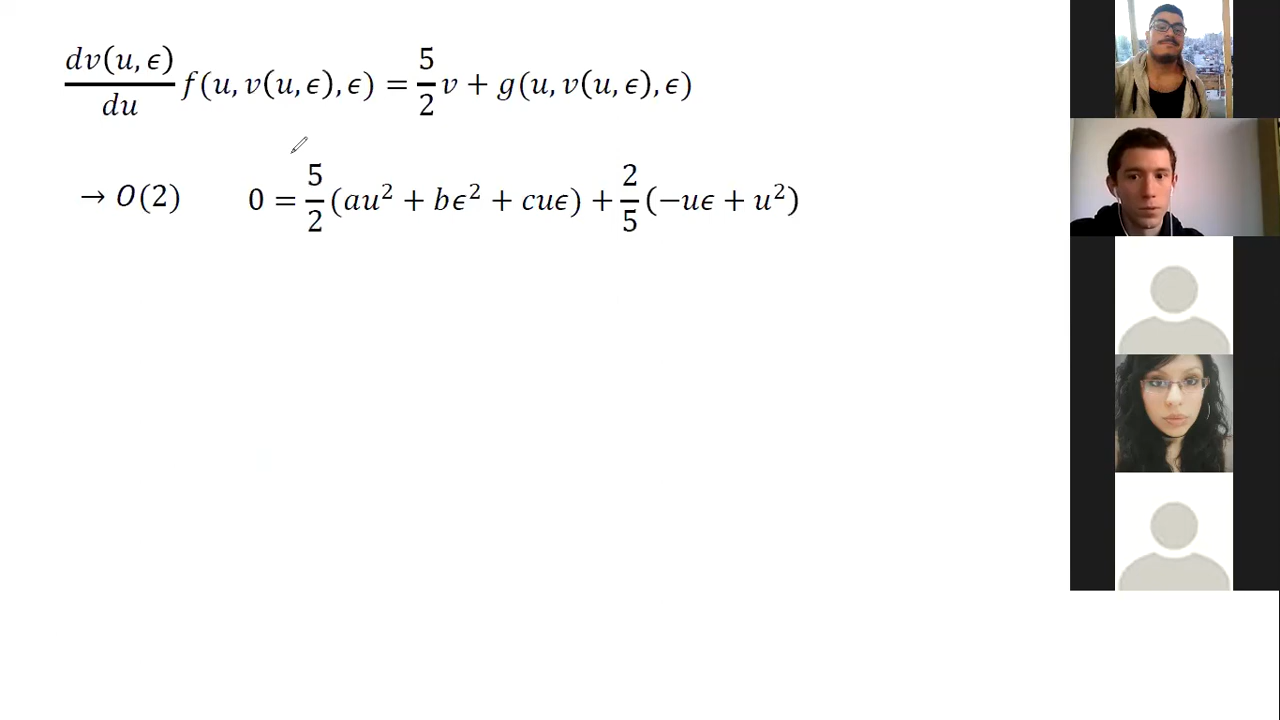 dv(u, ϵ)/du f(u, v(u, ϵ), ϵ) = 5/2 v + g(u, v(u, ϵ), ϵ)
→ O(2) 0 = 5/2 (au² + bϵ² + cuϵ) + 2/5 (−uϵ + u²)